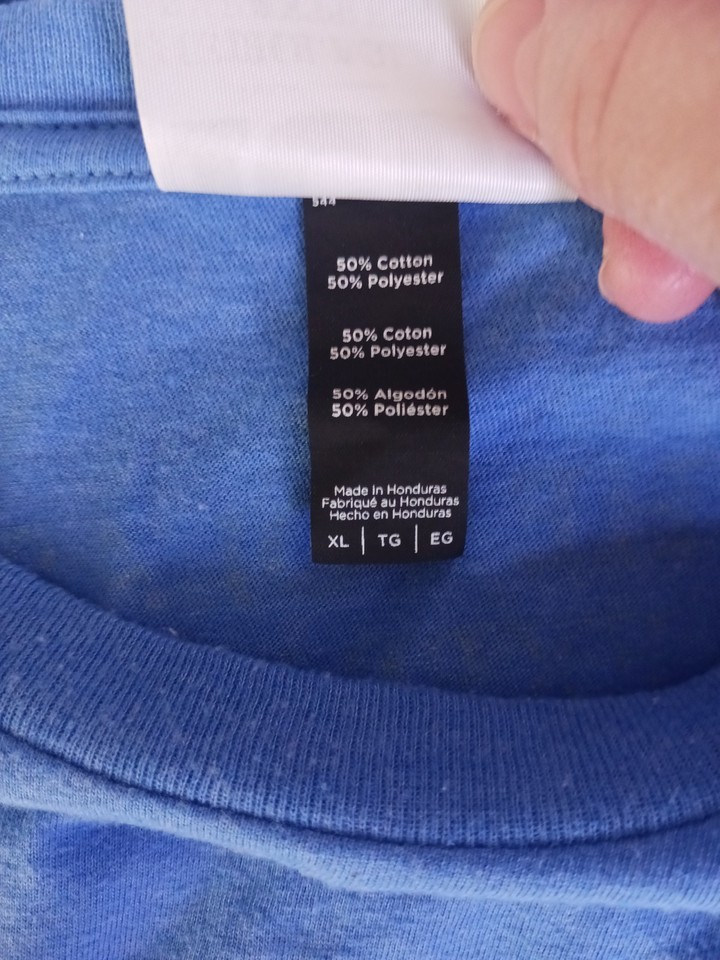 544
50% Cotton
50% Polyester
50% Coton
50% Polyester
50% Algodón
50% Poliéster
Made in Honduras
Fabriqué au Honduras
Hecho en Honduras
XL | TG | EG